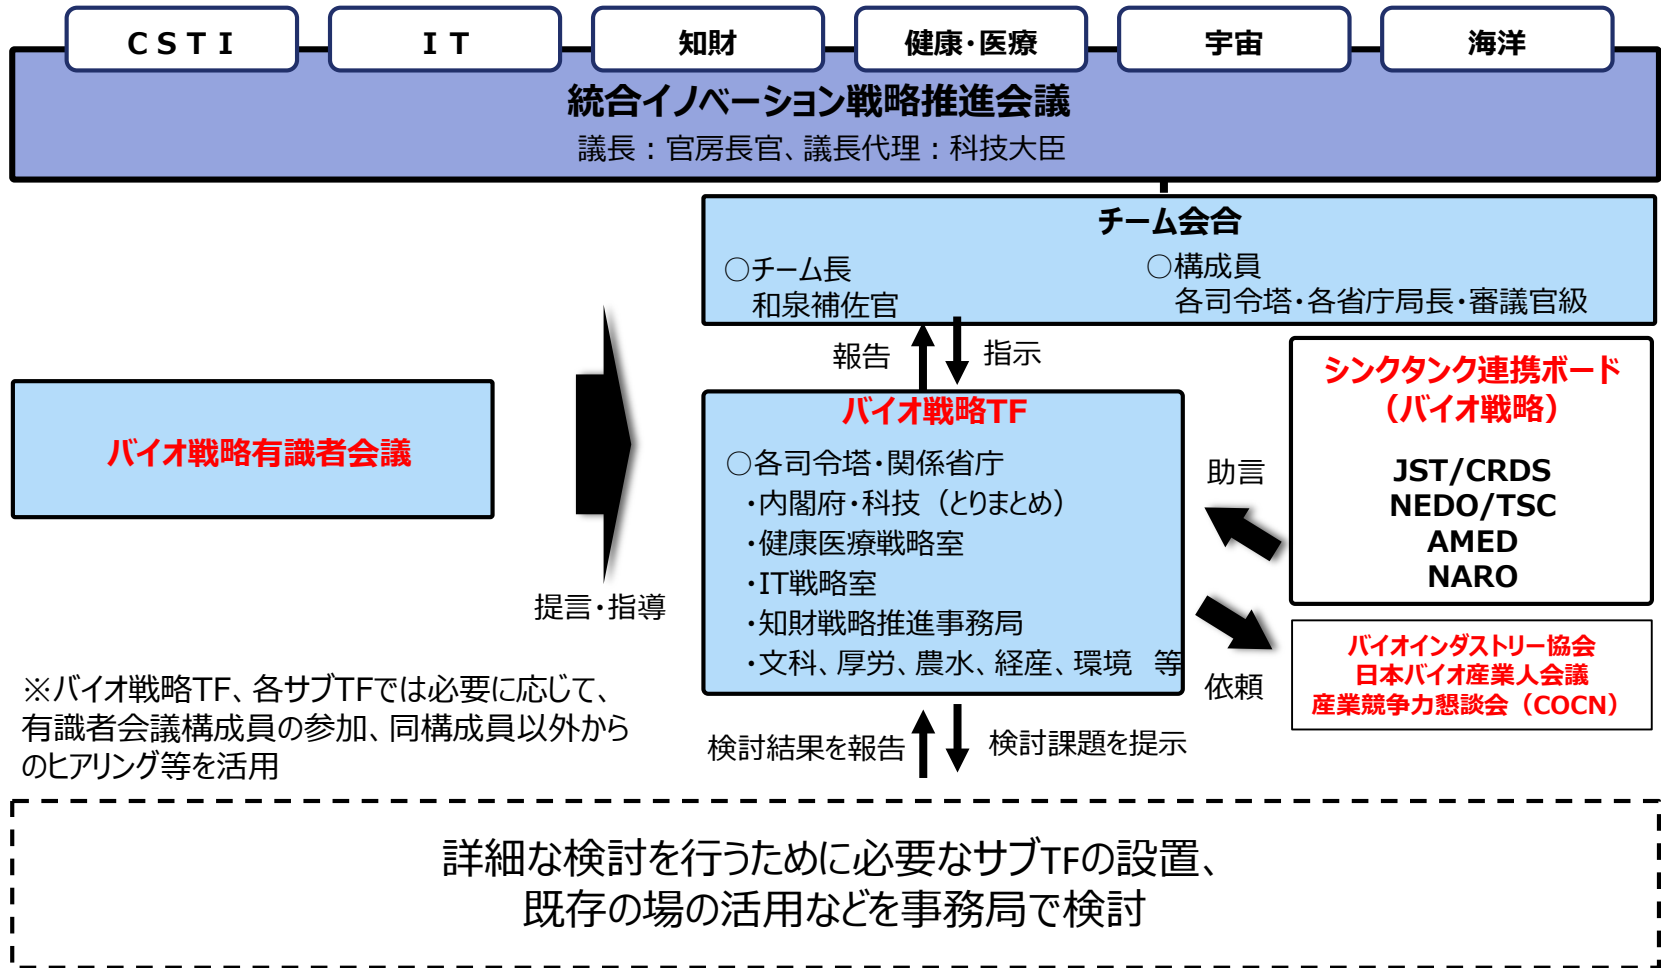 ＣＳＴＩ
ＩＴ
知財
健康・医療
宇宙
海洋
統合イノベーション戦略推進会議
議長：官房長官、議長代理：科技大臣
チーム会合
○チーム長
和泉補佐官
○構成員
各司令塔・各省庁局長・審議官級
報告
指示
バイオ戦略有識者会議
提言・指導
バイオ戦略TF
○各司令塔・関係省庁
・内閣府・科技（とりまとめ）
・健康医療戦略室
・IT戦略室
・知財戦略推進事務局
・文科、厚労、農水、経産、環境　等
助言
依頼
シンクタンク連携ボード
（バイオ戦略）
JST/CRDS
NEDO/TSC
AMED
NARO
バイオインダストリー協会
日本バイオ産業人会議
産業競争力懇談会（COCN）
※バイオ戦略TF、各サブTFでは必要に応じて、
有識者会議構成員の参加、同構成員以外から
のヒアリング等を活用
検討結果を報告
検討課題を提示
詳細な検討を行うために必要なサブTFの設置、
既存の場の活用などを事務局で検討